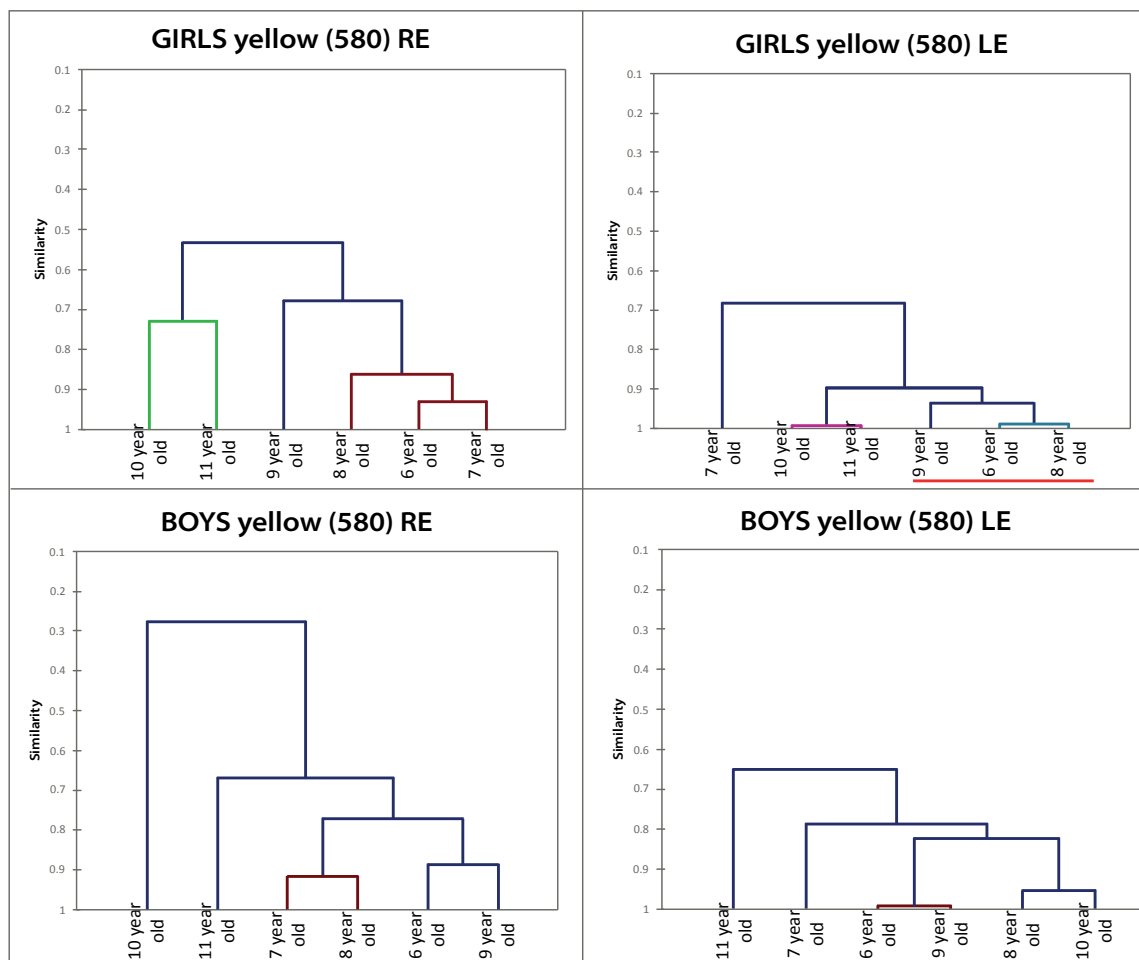 GIRLS yellow (580) RE
0.1
0.2
0.3
0.4
0.5
0.6
0.7
0.8
0.9
1
Similarity
10 year
old
11 year
old
9 year
old
8 year
old
6 year
old
7 year
old
GIRLS yellow (580) LE
0.1
0.2
0.3
0.4
0.5
0.6
0.7
0.8
0.9
1
Similarity
7 year
old
10 year
old
11 year
old
9 year
old
6 year
old
8 year
old
BOYS yellow (580) RE
0.1
0.2
0.3
0.4
0.5
0.6
0.7
0.8
0.9
1
Similarity
10 year
old
11 year
old
7 year
old
8 year
old
6 year
old
9 year
old
BOYS yellow (580) LE
0.1
0.2
0.3
0.4
0.5
0.6
0.7
0.8
0.9
1
Similarity
11 year
old
7 year
old
6 year
old
9 year
old
8 year
old
10 year
old